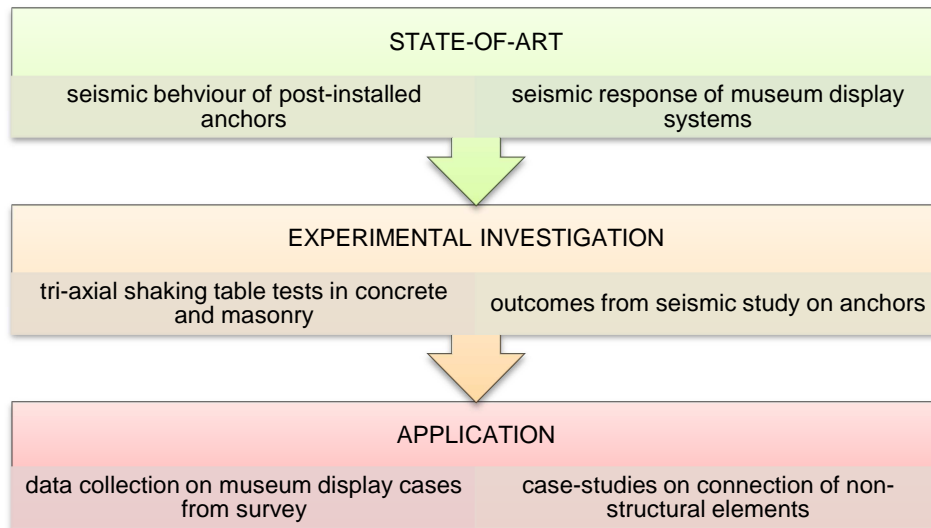 STATE-OF-ART
seismic behviour of post-installed
anchors
seismic response of museum display
systems
EXPERIMENTAL INVESTIGATION
tri-axial shaking table tests in concrete
and masonry
outcomes from seismic study on anchors
APPLICATION
data collection on museum display cases
from survey
case-studies on connection of non-
structural elements